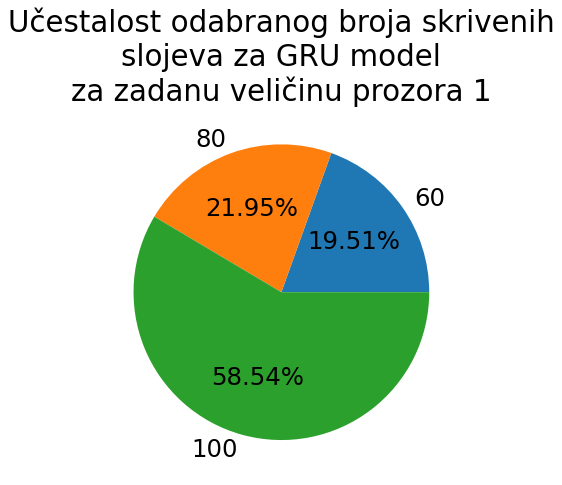 Učestalost odabranog broja skrivenih
slojeva za GRU model
za zadanu veličinu prozora 1
80
60
21.95%
19.51%
58.54%
100